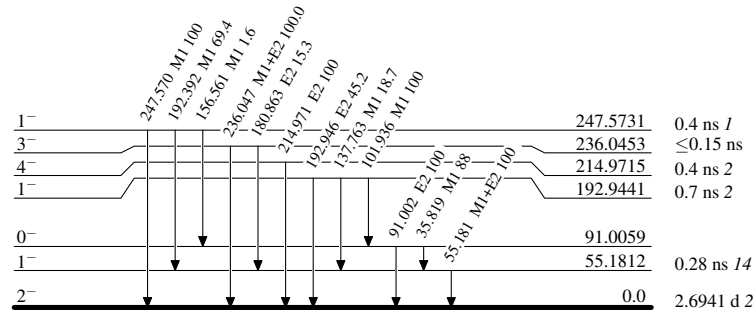 247.570 M1 100
192.392 M1 69.4
156.561 M1 1.6
236.047 M1+E2 100.0
180.863 E2 15.3
214.971 E2 100
192.946 E2 45.2
137.763 M1 18.7
101.936 M1 100
91.002 E2 100
35.819 M1 88
55.181 M1+E2 100
1− 247.5731 0.4 ns 1
3− 236.0453 ≤0.15 ns
4− 214.9715 0.4 ns 2
1− 192.9441 0.7 ns 2
0− 91.0059
1− 55.1812 0.28 ns 14
2− 0.0 2.6941 d 2